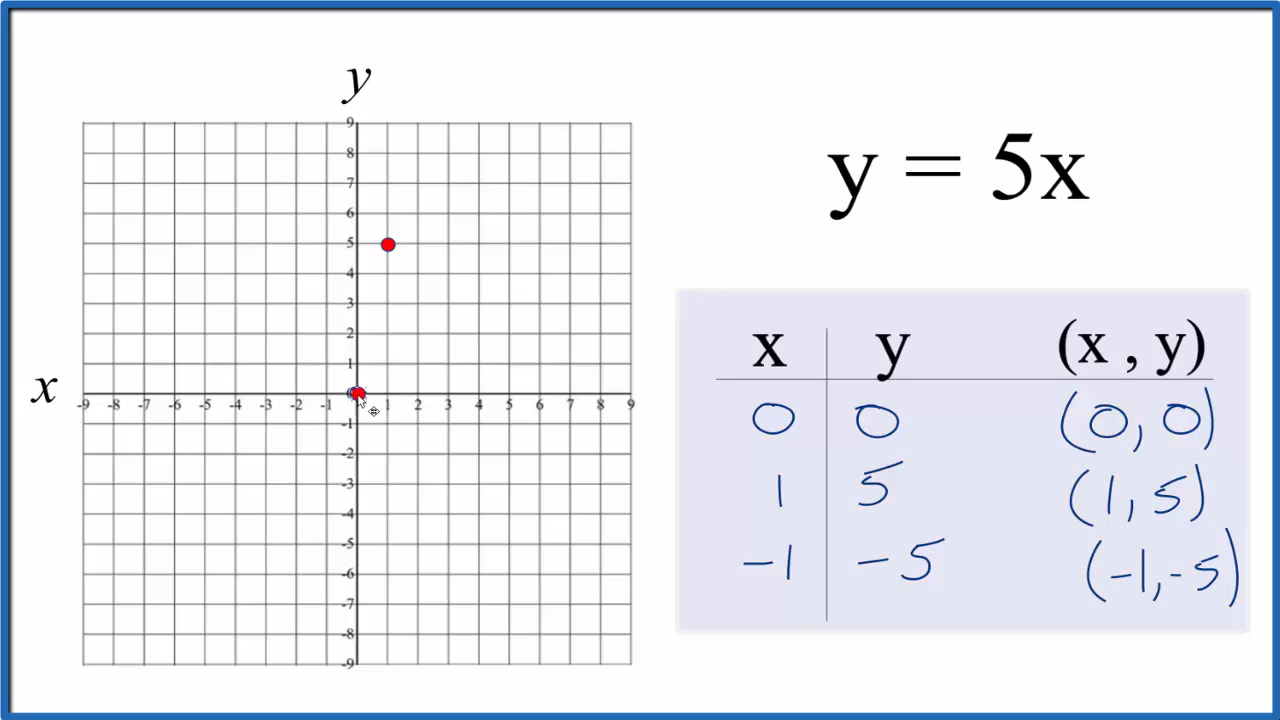 y
9
8
7
6
5
4
3
2
1
x
-9 -8 -7 -6 -5 -4 -3 -2 -1 0 1 2 3 4 5 6 7 8 9
-1
-2
-3
-4
-5
-6
-7
-8
-9
y = 5x
x y (x , y)
0 0 (0, 0)
1 5 (1, 5)
-1 -5 (-1, -5)